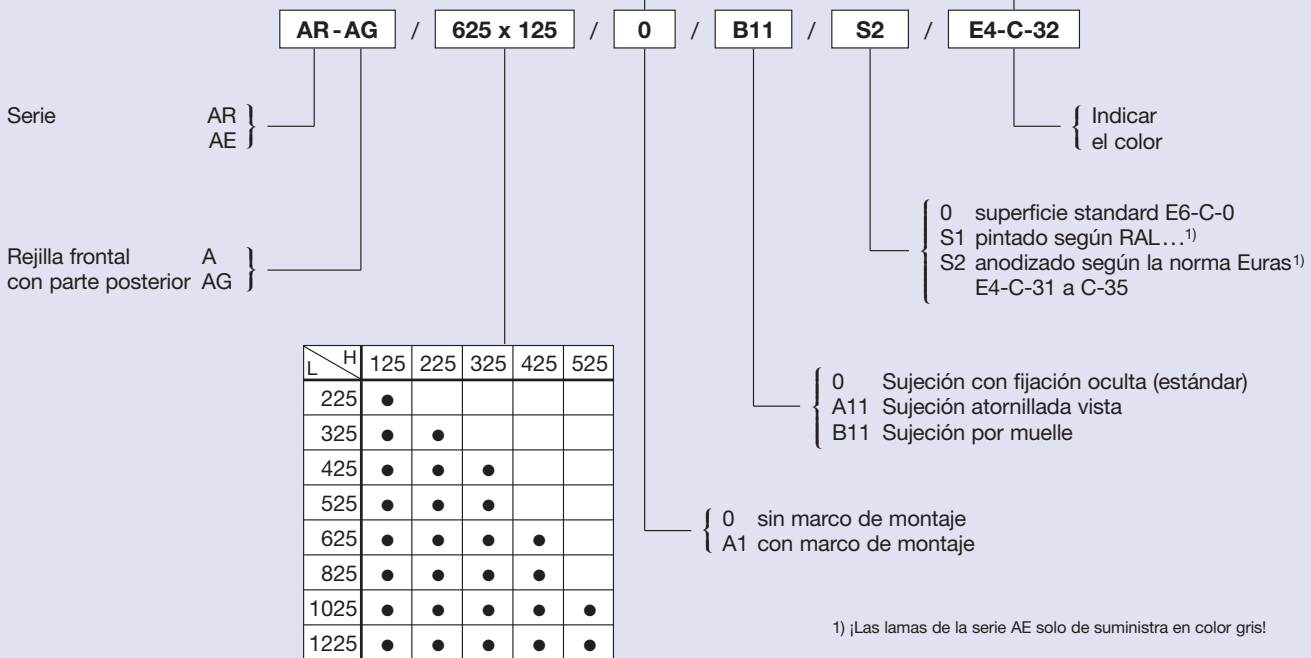 AR - AG / 625 x 125 / 0 / B11 / S2 / E4-C-32
Serie AR
AE
Indicar
el color
Rejilla frontal A
con parte posterior AG
0 superficie standard E6-C-0
S1 pintado según RAL...1)
S2 anodizado según la norma Euras1)
E4-C-31 a C-35
L H 125 225 325 425 525
225 ●
325 ● ●
425 ● ● ●
525 ● ● ●
625 ● ● ● ●
825 ● ● ● ●
1025 ● ● ● ● ●
1225 ● ● ● ● ●
0 Sujeción con fijación oculta (estándar)
A11 Sujeción atornillada vista
B11 Sujeción por muelle
0 sin marco de montaje
A1 con marco de montaje
1) ¡Las lamas de la serie AE solo de suministra en color gris!